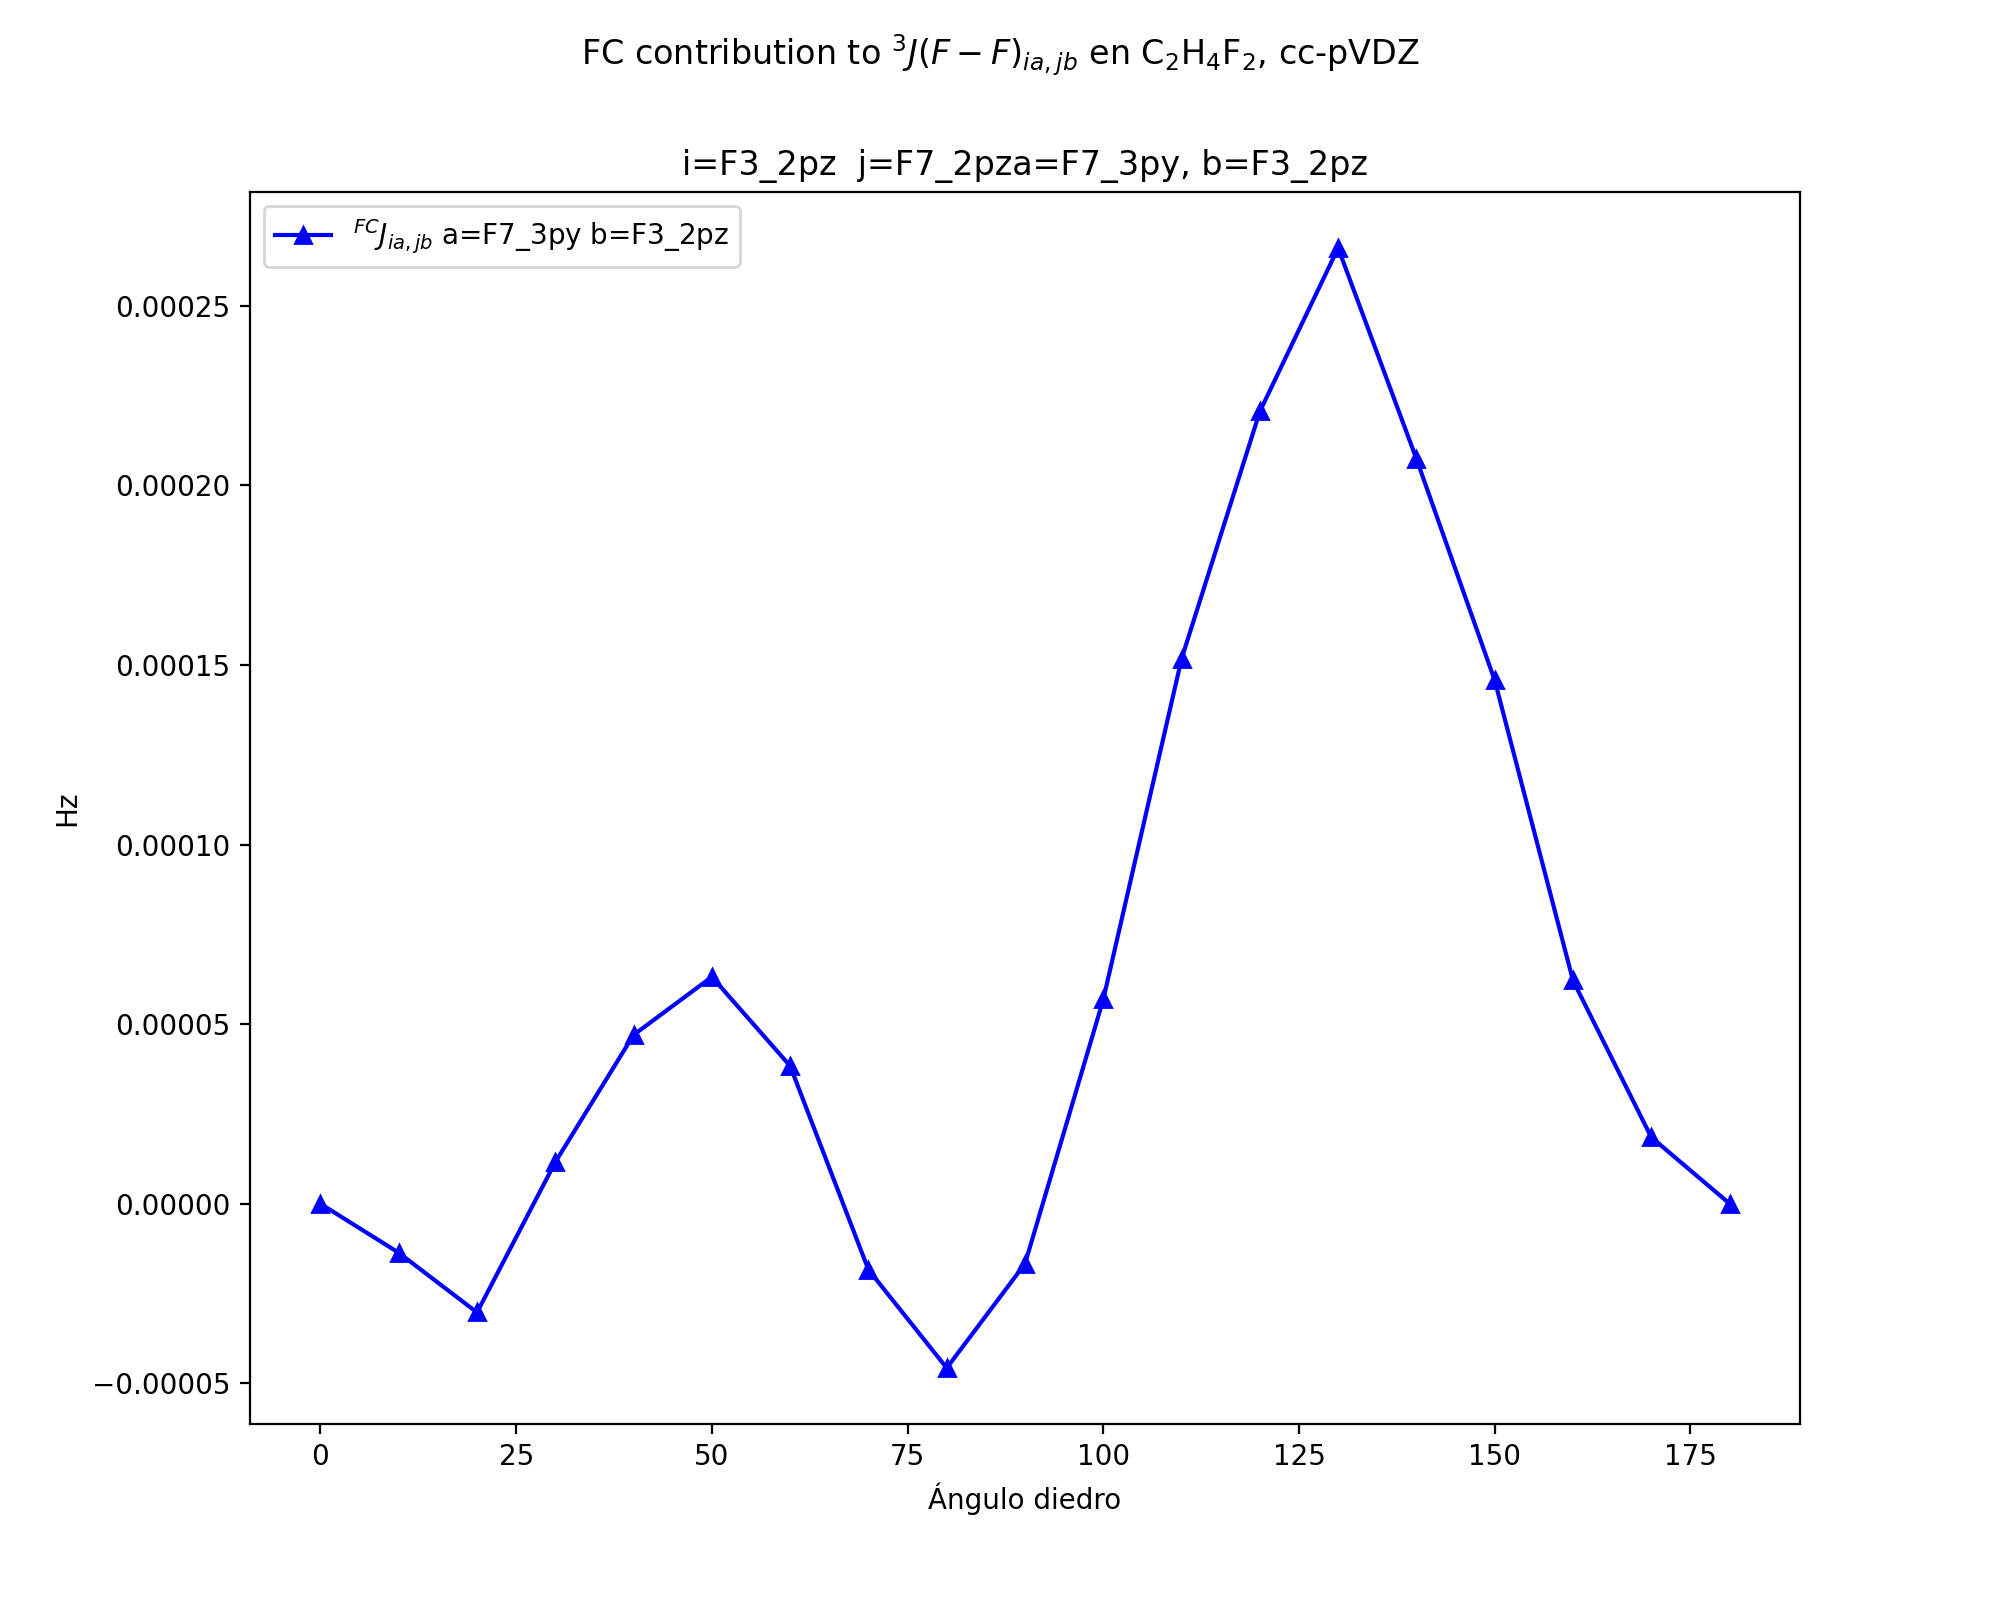 FC contribution to ³J(F − F)ᵢₐ,ⱼb en C₂H₄F₂, cc-pVDZ
i=F3_2pz  j=F7_2pza=F7_3py, b=F3_2pz
ᶠᶜJᵢₐ,ⱼb a=F7_3py b=F3_2pz
0.00025
0.00020
0.00015
0.00010
0.00005
0.00000
−0.00005
Hz
0 25 50 75 100 125 150 175
Ángulo diedro